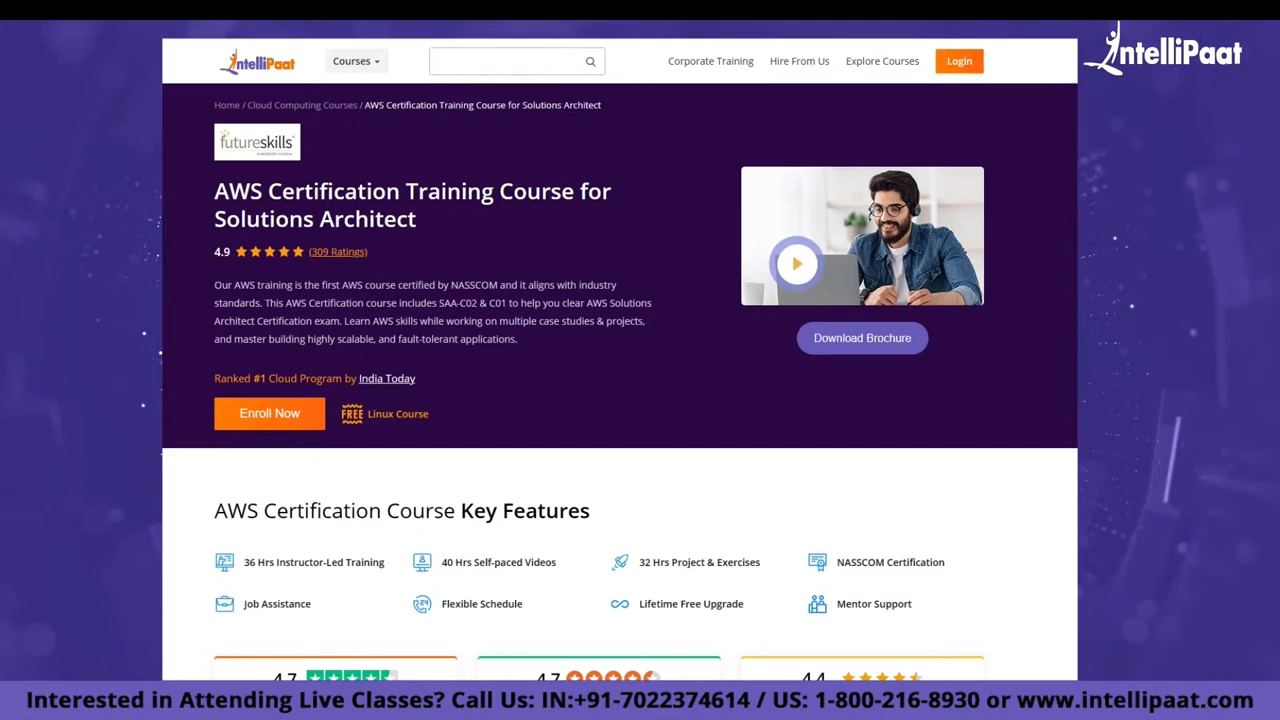 IntelliPaat
IntelliPaat
Courses
Corporate Training
Hire From Us
Explore Courses
Login
Home / Cloud Computing Courses / AWS Certification Training Course for Solutions Architect
futureskills
AWS Certification Training Course for
Solutions Architect
4.9 (309 Ratings)
Our AWS training is the first AWS course certified by NASSCOM and it aligns with industry
standards. This AWS Certification course includes SAA-C02 & C01 to help you clear AWS Solutions
Architect Certification exam. Learn AWS skills while working on multiple case studies & projects,
and master building highly scalable, and fault-tolerant applications.
Download Brochure
Ranked #1 Cloud Program by India Today
Enroll Now
FREE Linux Course
AWS Certification Course Key Features
36 Hrs Instructor-Led Training
40 Hrs Self-paced Videos
32 Hrs Project & Exercises
NASSCOM Certification
Job Assistance
24
Flexible Schedule
Lifetime Free Upgrade
Mentor Support
4.7
4.7
4.4
Interested in Attending Live Classes? Call Us: IN:+91-7022374614 / US: 1-800-216-8930 or www.intellipaat.com